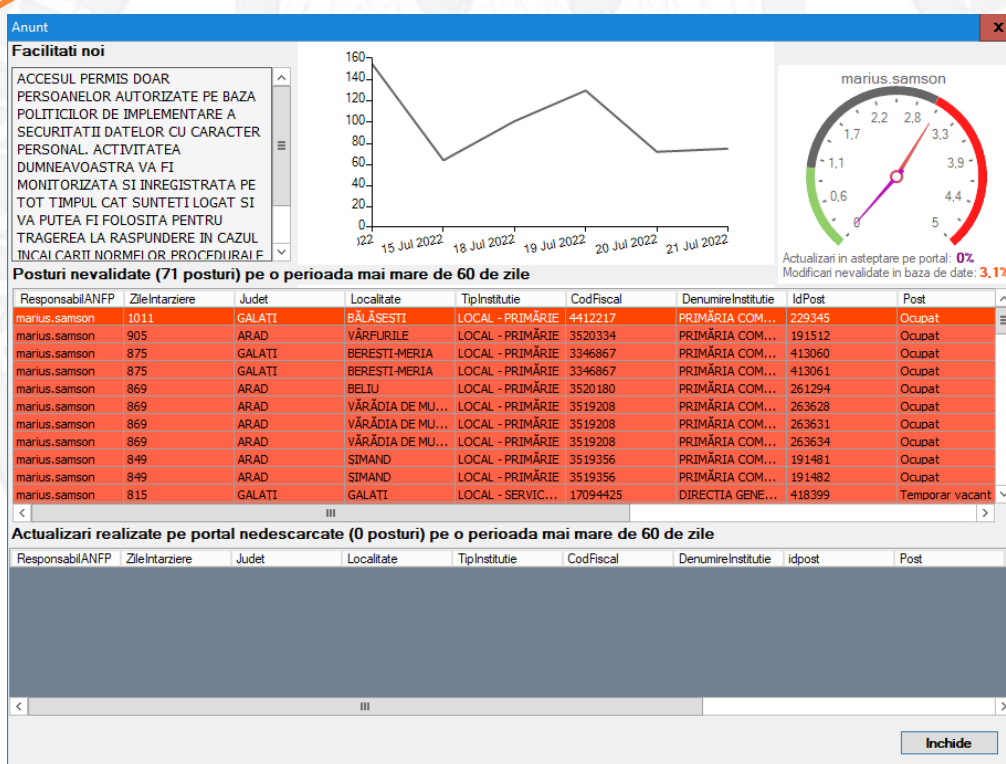 Anunt
x
Facilitati noi
ACCESUL PERMIS DOAR
PERSOANELOR AUTORIZATE PE BAZA
POLITICILOR DE IMPLEMENTARE A
SECURITATII DATELOR CU CARACTER
PERSONAL. ACTIVITATEA
DUMNEAVOASTRA VA FI
MONITORIZATA SI INREGISTRATA PE
TOT TIMPUL CAT SUNTETI LOGAT SI
VA PUTEA FI FOLOSITA PENTRU
TRAGEREA LA RASPUNDERE IN CAZUL
INCALCARII NORMELOR PROCEDURALE
160
140
120
100
80
60
40
20
0
022 15 Jul 2022 18 Jul 2022 19 Jul 2022 20 Jul 2022 21 Jul 2022
marius.samson
0 0,6 1,1 1,7 2,2 2,8 3,3 3,9 4,4 5
Actualizari in asteptare pe portal: 0%
Modificari nevalidate in baza de date: 3,1%
Posturi nevalidate (71 posturi) pe o perioada mai mare de 60 de zile
ResponsabilANFP ZileIntarziere Judet Localitate TipInstitutie CodFiscal DenumireInstitutie IdPost Post
marius.samson 1011 GALAȚI BĂLĂȘEȘTI LOCAL - PRIMĂRIE 4412217 PRIMĂRIA COM... 229345 Ocupat
marius.samson 905 ARAD VÂRFURILE LOCAL - PRIMĂRIE 3520334 PRIMĂRIA COM... 191512 Ocupat
marius.samson 875 GALAȚI BEREȘTI-MERIA LOCAL - PRIMĂRIE 3346867 PRIMĂRIA COM... 413060 Ocupat
marius.samson 875 GALAȚI BEREȘTI-MERIA LOCAL - PRIMĂRIE 3346867 PRIMĂRIA COM... 413061 Ocupat
marius.samson 869 ARAD BELIU LOCAL - PRIMĂRIE 3520180 PRIMĂRIA COM... 261294 Ocupat
marius.samson 869 ARAD VĂRĂDIA DE MU... LOCAL - PRIMĂRIE 3519208 PRIMĂRIA COM... 263628 Ocupat
marius.samson 869 ARAD VĂRĂDIA DE MU... LOCAL - PRIMĂRIE 3519208 PRIMĂRIA COM... 263631 Ocupat
marius.samson 869 ARAD VĂRĂDIA DE MU... LOCAL - PRIMĂRIE 3519208 PRIMĂRIA COM... 263634 Ocupat
marius.samson 849 ARAD ȘIMAND LOCAL - PRIMĂRIE 3519356 PRIMĂRIA COM... 191481 Ocupat
marius.samson 849 ARAD ȘIMAND LOCAL - PRIMĂRIE 3519356 PRIMĂRIA COM... 191482 Ocupat
marius.samson 815 GALAȚI GALAȚI LOCAL - SERVIC... 17094425 DIRECȚIA GENE... 418399 Temporar vacant
Actualizari realizate pe portal nedescarcate (0 posturi) pe o perioada mai mare de 60 de zile
ResponsabilANFP ZileIntarziere Judet Localitate TipInstitutie CodFiscal DenumireInstitutie idpost Post
Inchide